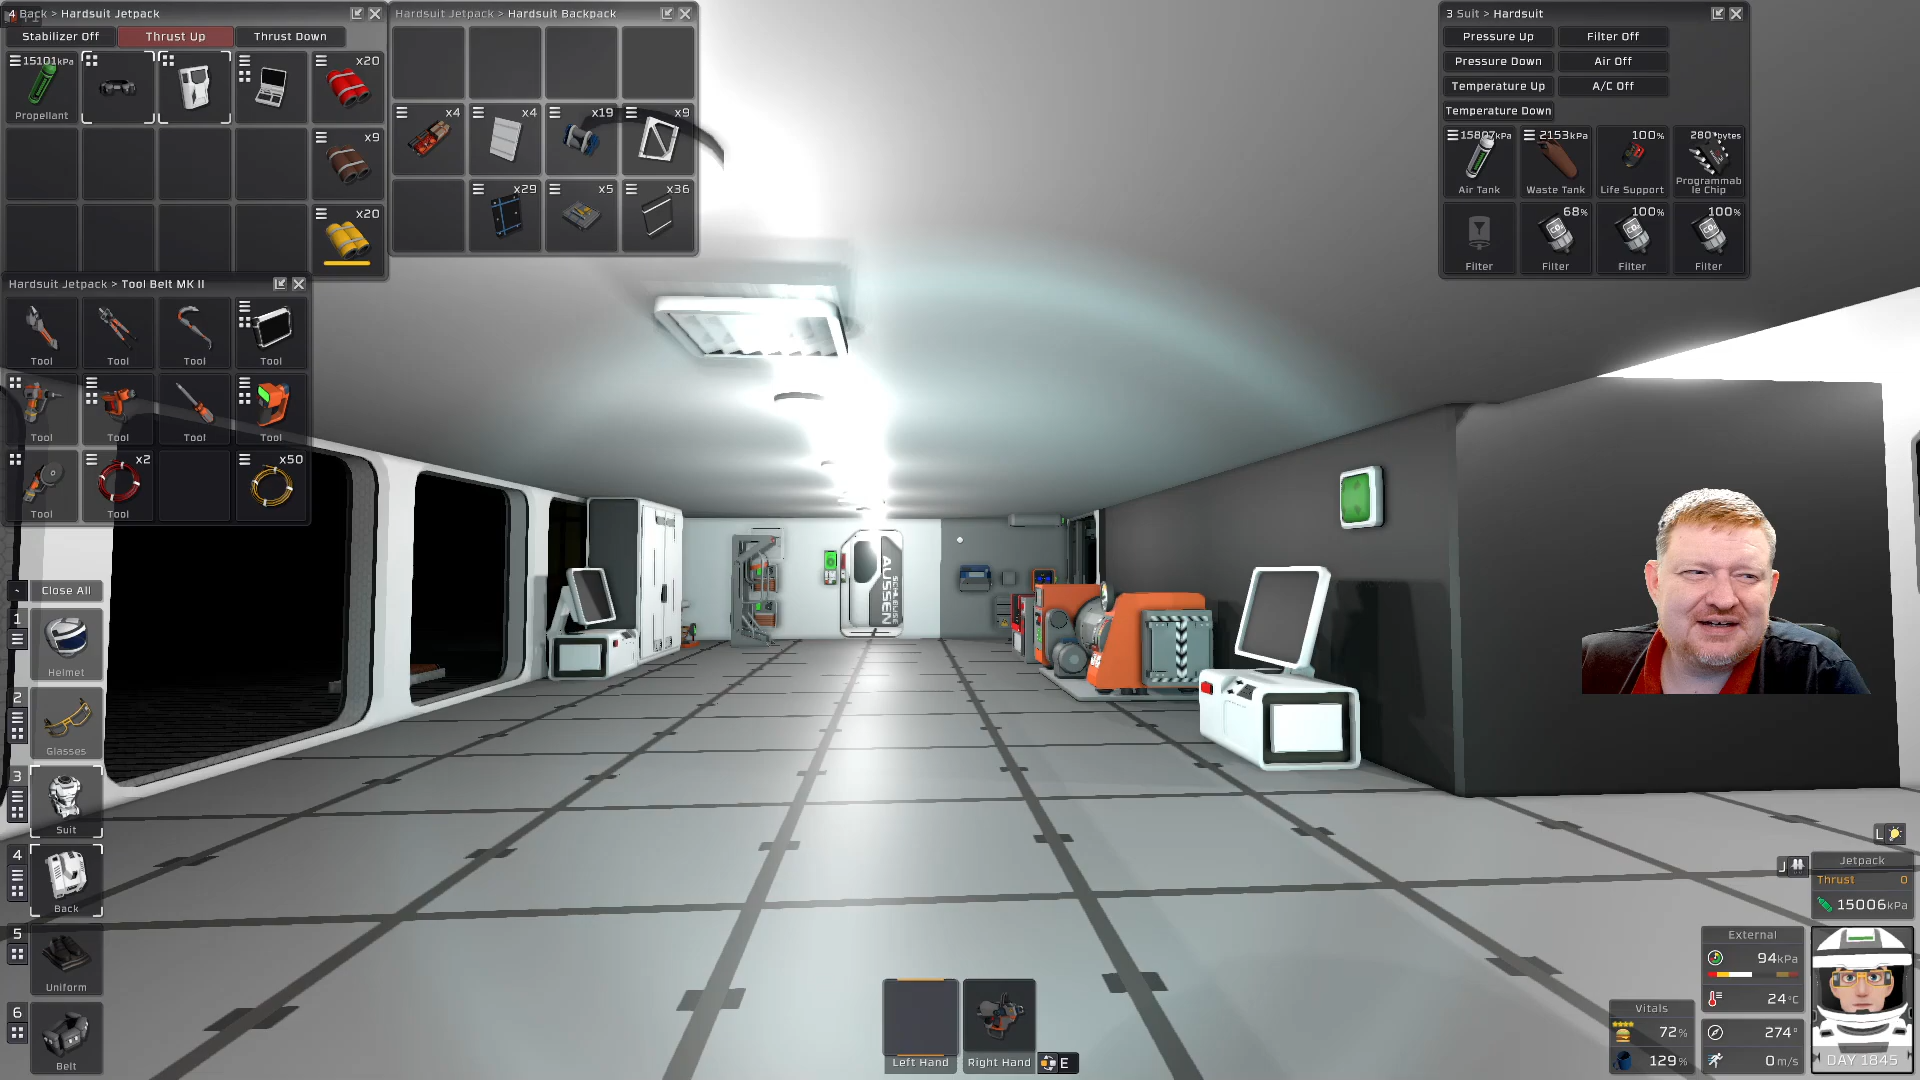 4 Back > Hardsuit Jetpack
Stabilizer Off
Thrust Up
Thrust Down
15101kPa
Propellant
x20
x9
x20
Hardsuit Jetpack > Hardsuit Backpack
x4
x4
x19
x9
x29
x5
x36
3 Suit > Hardsuit
Pressure Up
Filter Off
Pressure Down
Air Off
Temperature Up
A/C Off
Temperature Down
15807kPa
Air Tank
2153kPa
Waste Tank
100%
Life Support
280 bytes
Programmab
le Chip
Filter
68%
Filter
100%
Filter
100%
Filter
Hardsuit Jetpack > Tool Belt MK II
Tool
Tool
Tool
Tool
Tool
Tool
Tool
Tool
Tool
x2
Tool
x50
Close All
1
Helmet
2
Glasses
3
Suit
4
Back
5
Uniform
6
Belt
SCHLEUSE
AUSSEN
Left Hand
Right Hand
E
L
J
Jetpack
Thrust 0
15006kPa
External
94kPa
24°C
274°
0m/s
Vitals
72%
129%
DAY 1845